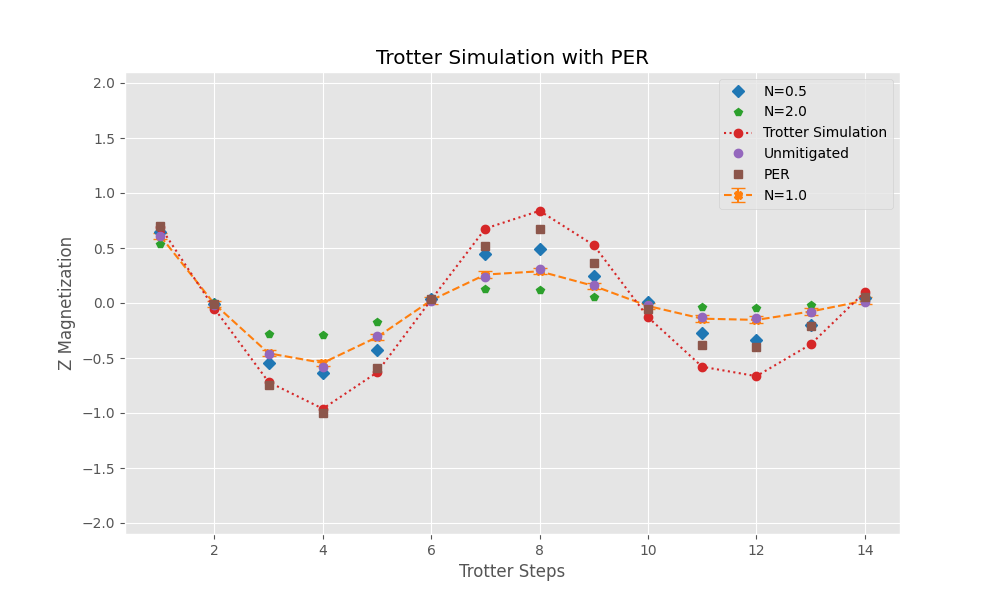 Trotter Simulation with PER
Z Magnetization
2.0
1.5
1.0
0.5
0.0
−0.5
−1.0
−1.5
−2.0
2 4 6 8 10 12 14
Trotter Steps
N=0.5
N=2.0
Trotter Simulation
Unmitigated
PER
N=1.0